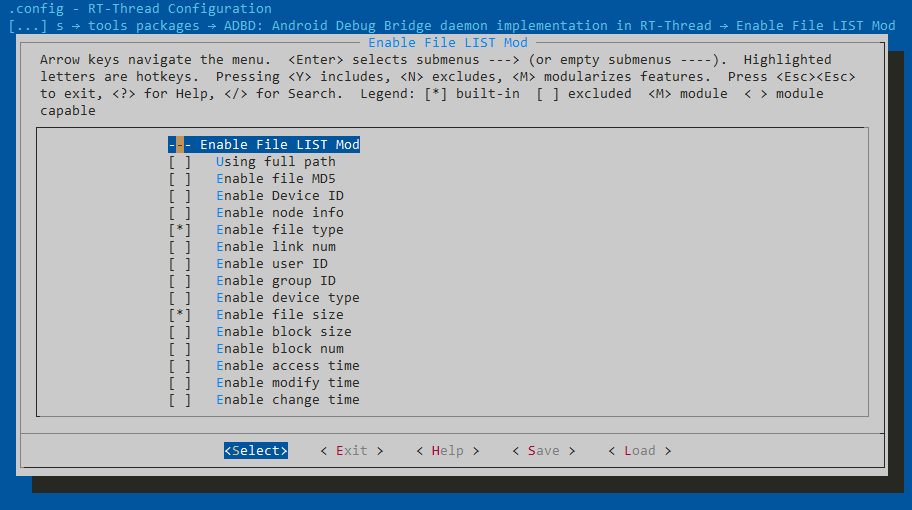 .config - RT-Thread Configuration
[...] s → tools packages → ADBD: Android Debug Bridge daemon implementation in RT-Thread → Enable File LIST Mod
Enable File LIST Mod
Arrow keys navigate the menu.  <Enter> selects submenus ---> (or empty submenus ----).  Highlighted
letters are hotkeys.  Pressing <Y> includes, <N> excludes, <M> modularizes features.  Press <Esc><Esc>
to exit, <?> for Help, </> for Search.  Legend: [*] built-in  [ ] excluded  <M> module  < > module
capable
--- Enable File LIST Mod
[ ]   Using full path
[ ]   Enable file MD5
[ ]   Enable Device ID
[ ]   Enable node info
[*]   Enable file type
[ ]   Enable link num
[ ]   Enable user ID
[ ]   Enable group ID
[ ]   Enable device type
[*]   Enable file size
[ ]   Enable block size
[ ]   Enable block num
[ ]   Enable access time
[ ]   Enable modify time
[ ]   Enable change time
<Select>    < Exit >    < Help >    < Save >    < Load >